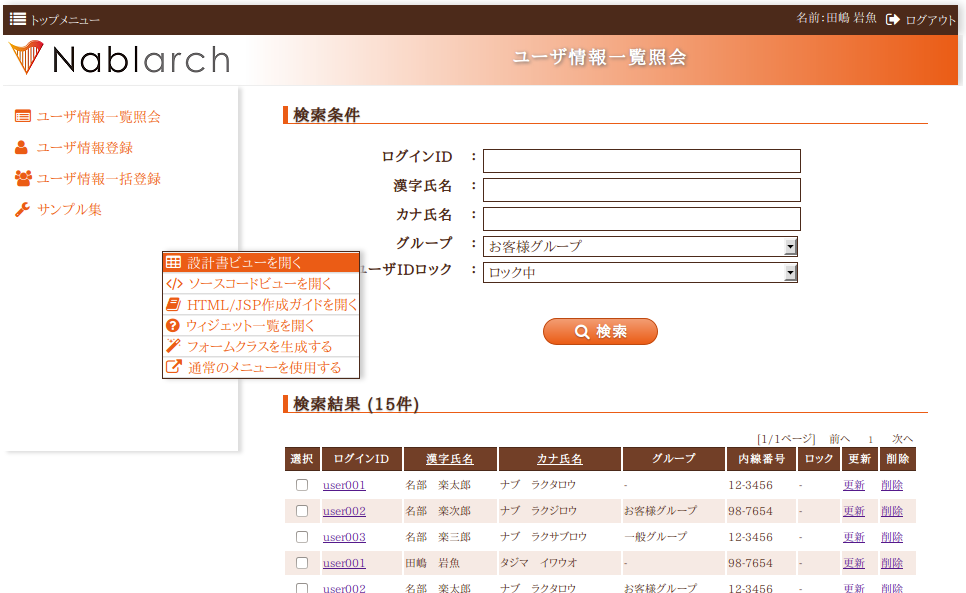 トップメニュー
名前:田嶋 岩魚 ログアウト
Nablarch
ユーザ情報一覧照会
ユーザ情報一覧照会
ユーザ情報登録
ユーザ情報一括登録
サンプル集
検索条件
ログインID :
漢字氏名 :
カナ氏名 :
グループ : お客様グループ
ーザIDロック : ロック中
設計書ビューを開く
ソースコードビューを開く
HTML/JSP作成ガイドを開く
ウィジェット一覧を開く
フォームクラスを生成する
通常のメニューを使用する
検索
検索結果 (15件)
[1/1ページ] 前へ 1 次へ
選択 ログインID 漢字氏名 カナ氏名 グループ 内線番号 ロック 更新 削除
user001 名部 楽太郎 ナブ ラクタロウ - 12-3456 - 更新 削除
user002 名部 楽次郎 ナブ ラクジロウ お客様グループ 98-7654 - 更新 削除
user003 名部 楽三郎 ナブ ラクサブロウ 一般グループ 12-3456 - 更新 削除
user001 田嶋 岩魚 タジマ イワウオ - 98-7654 - 更新 削除
user002 名部 楽太郎 ナブ ラクタロウ お客様グループ 12-3456 - 更新 削除